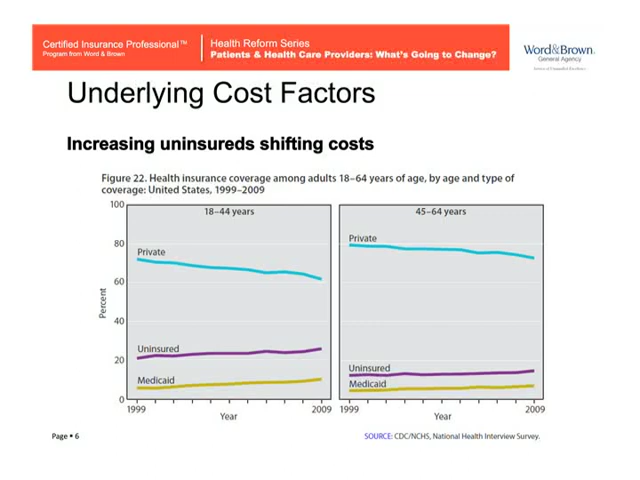 Certified Insurance Professional™
Program from Word & Brown
Health Reform Series
Patients & Health Care Providers: What's Going to Change?
Word&Brown.
General Agency
Service of Unequalled Excellence
Underlying Cost Factors
Increasing uninsureds shifting costs
Figure 22. Health insurance coverage among adults 18–64 years of age, by age and type of
coverage: United States, 1999–2009
100
80
60
40
20
0
Percent
18–44 years
Private
Uninsured
Medicaid
1999
2009
Year
45–64 years
Private
Uninsured
Medicaid
1999
2009
Year
Page • 6
SOURCE: CDC/NCHS, National Health Interview Survey.